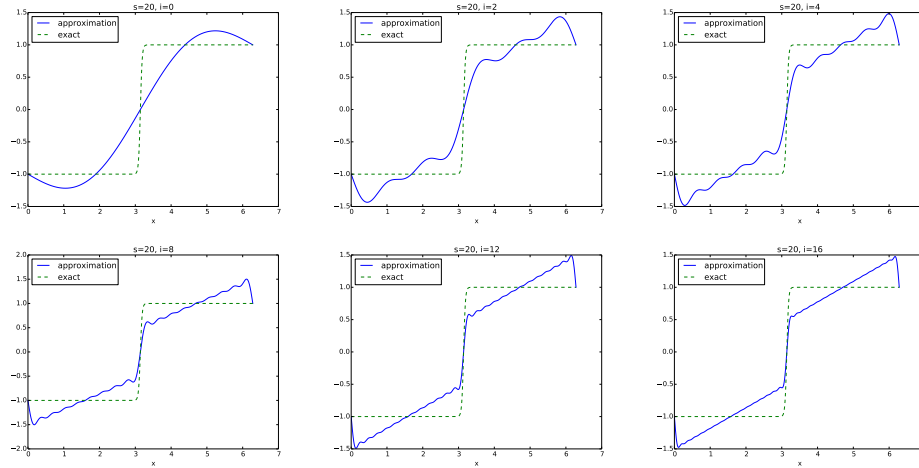 s=20, i=0
approximation
exact
1.5
1.0
0.5
0.0
−0.5
−1.0
−1.5
0 1 2 3 4 5 6 7
x
s=20, i=2
approximation
exact
1.5
1.0
0.5
0.0
−0.5
−1.0
−1.5
0 1 2 3 4 5 6 7
x
s=20, i=4
approximation
exact
1.5
1.0
0.5
0.0
−0.5
−1.0
−1.5
0 1 2 3 4 5 6
x
s=20, i=8
approximation
exact
2.0
1.5
1.0
0.5
0.0
−0.5
−1.0
−1.5
−2.0
0 1 2 3 4 5 6 7
x
s=20, i=12
approximation
exact
1.5
1.0
0.5
0.0
−0.5
−1.0
−1.5
0 1 2 3 4 5 6 7
x
s=20, i=16
approximation
exact
1.5
1.0
0.5
0.0
−0.5
−1.0
−1.5
0 1 2 3 4 5 6
x